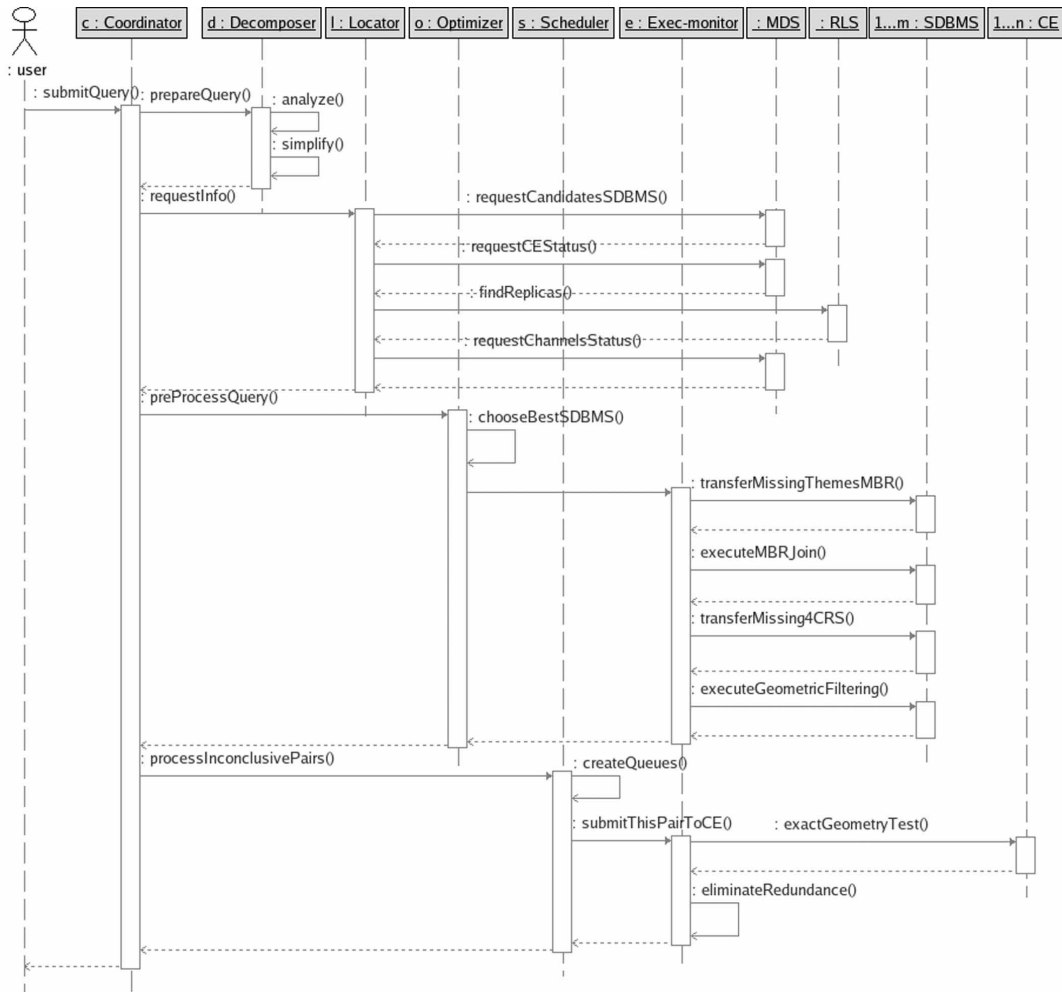 c : Coordinator
d : Decomposer
l : Locator
o : Optimizer
s : Scheduler
e : Exec-monitor
: MDS
: RLS
1...m : SDBMS
1...n : CE
: user
: submitQuery()
: prepareQuery()
: analyze()
: simplify()
: requestInfo()
: requestCandidatesSDBMS()
: requestCEStatus()
: findReplicas()
: requestChannelsStatus()
: preProcessQuery()
: chooseBestSDBMS()
: transferMissingThemesMBR()
: executeMBRJoin()
: transferMissing4CRS()
: executeGeometricFiltering()
: processInconclusivePairs()
: createQueues()
: submitThisPairToCE()
: exactGeometryTest()
: eliminateRedundance()